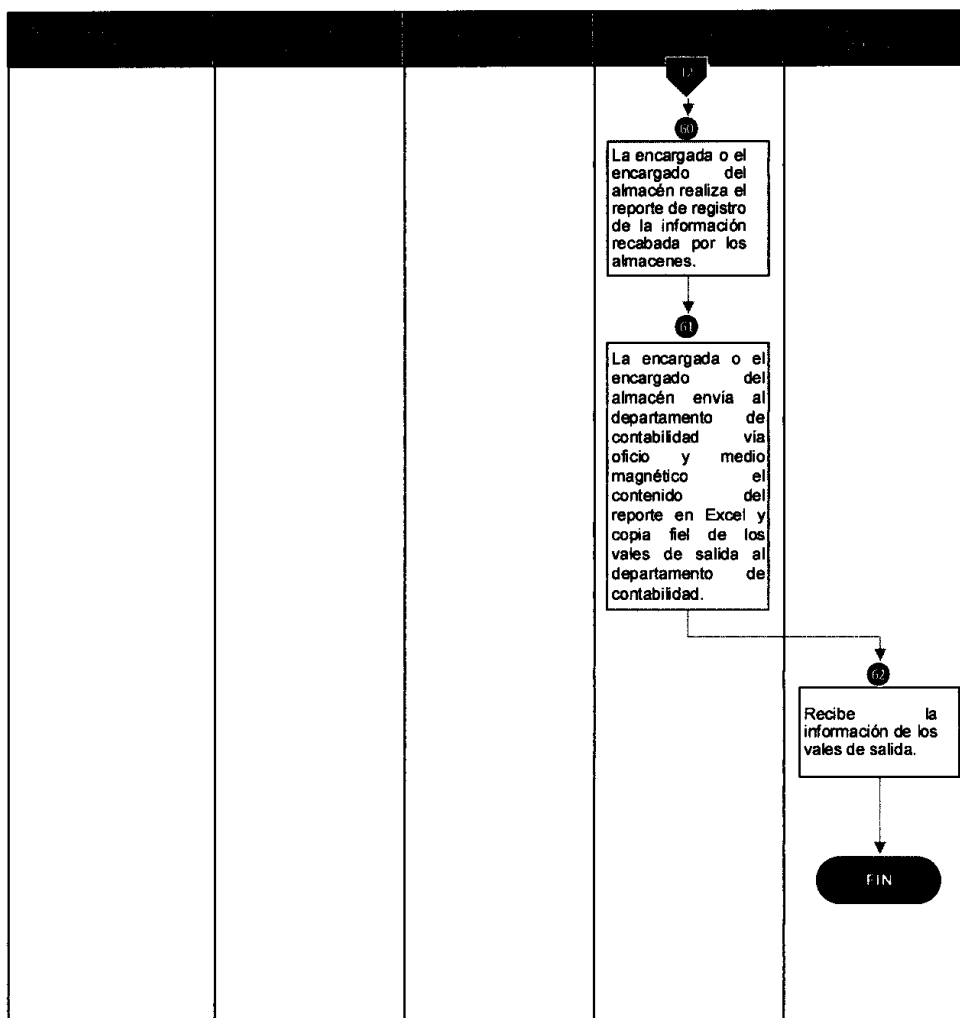 12
60
La encargada o el
encargado del
almacén realiza el
reporte de registro
de la información
recabada por los
almacenes.
61
La encargada o el
encargado del
almacén envía al
departamento de
contabilidad vía
oficio y medio
magnético el
contenido del
reporte en Excel y
copia fiel de los
vales de salida al
departamento de
contabilidad.
62
Recibe la
información de los
vales de salida.
FIN